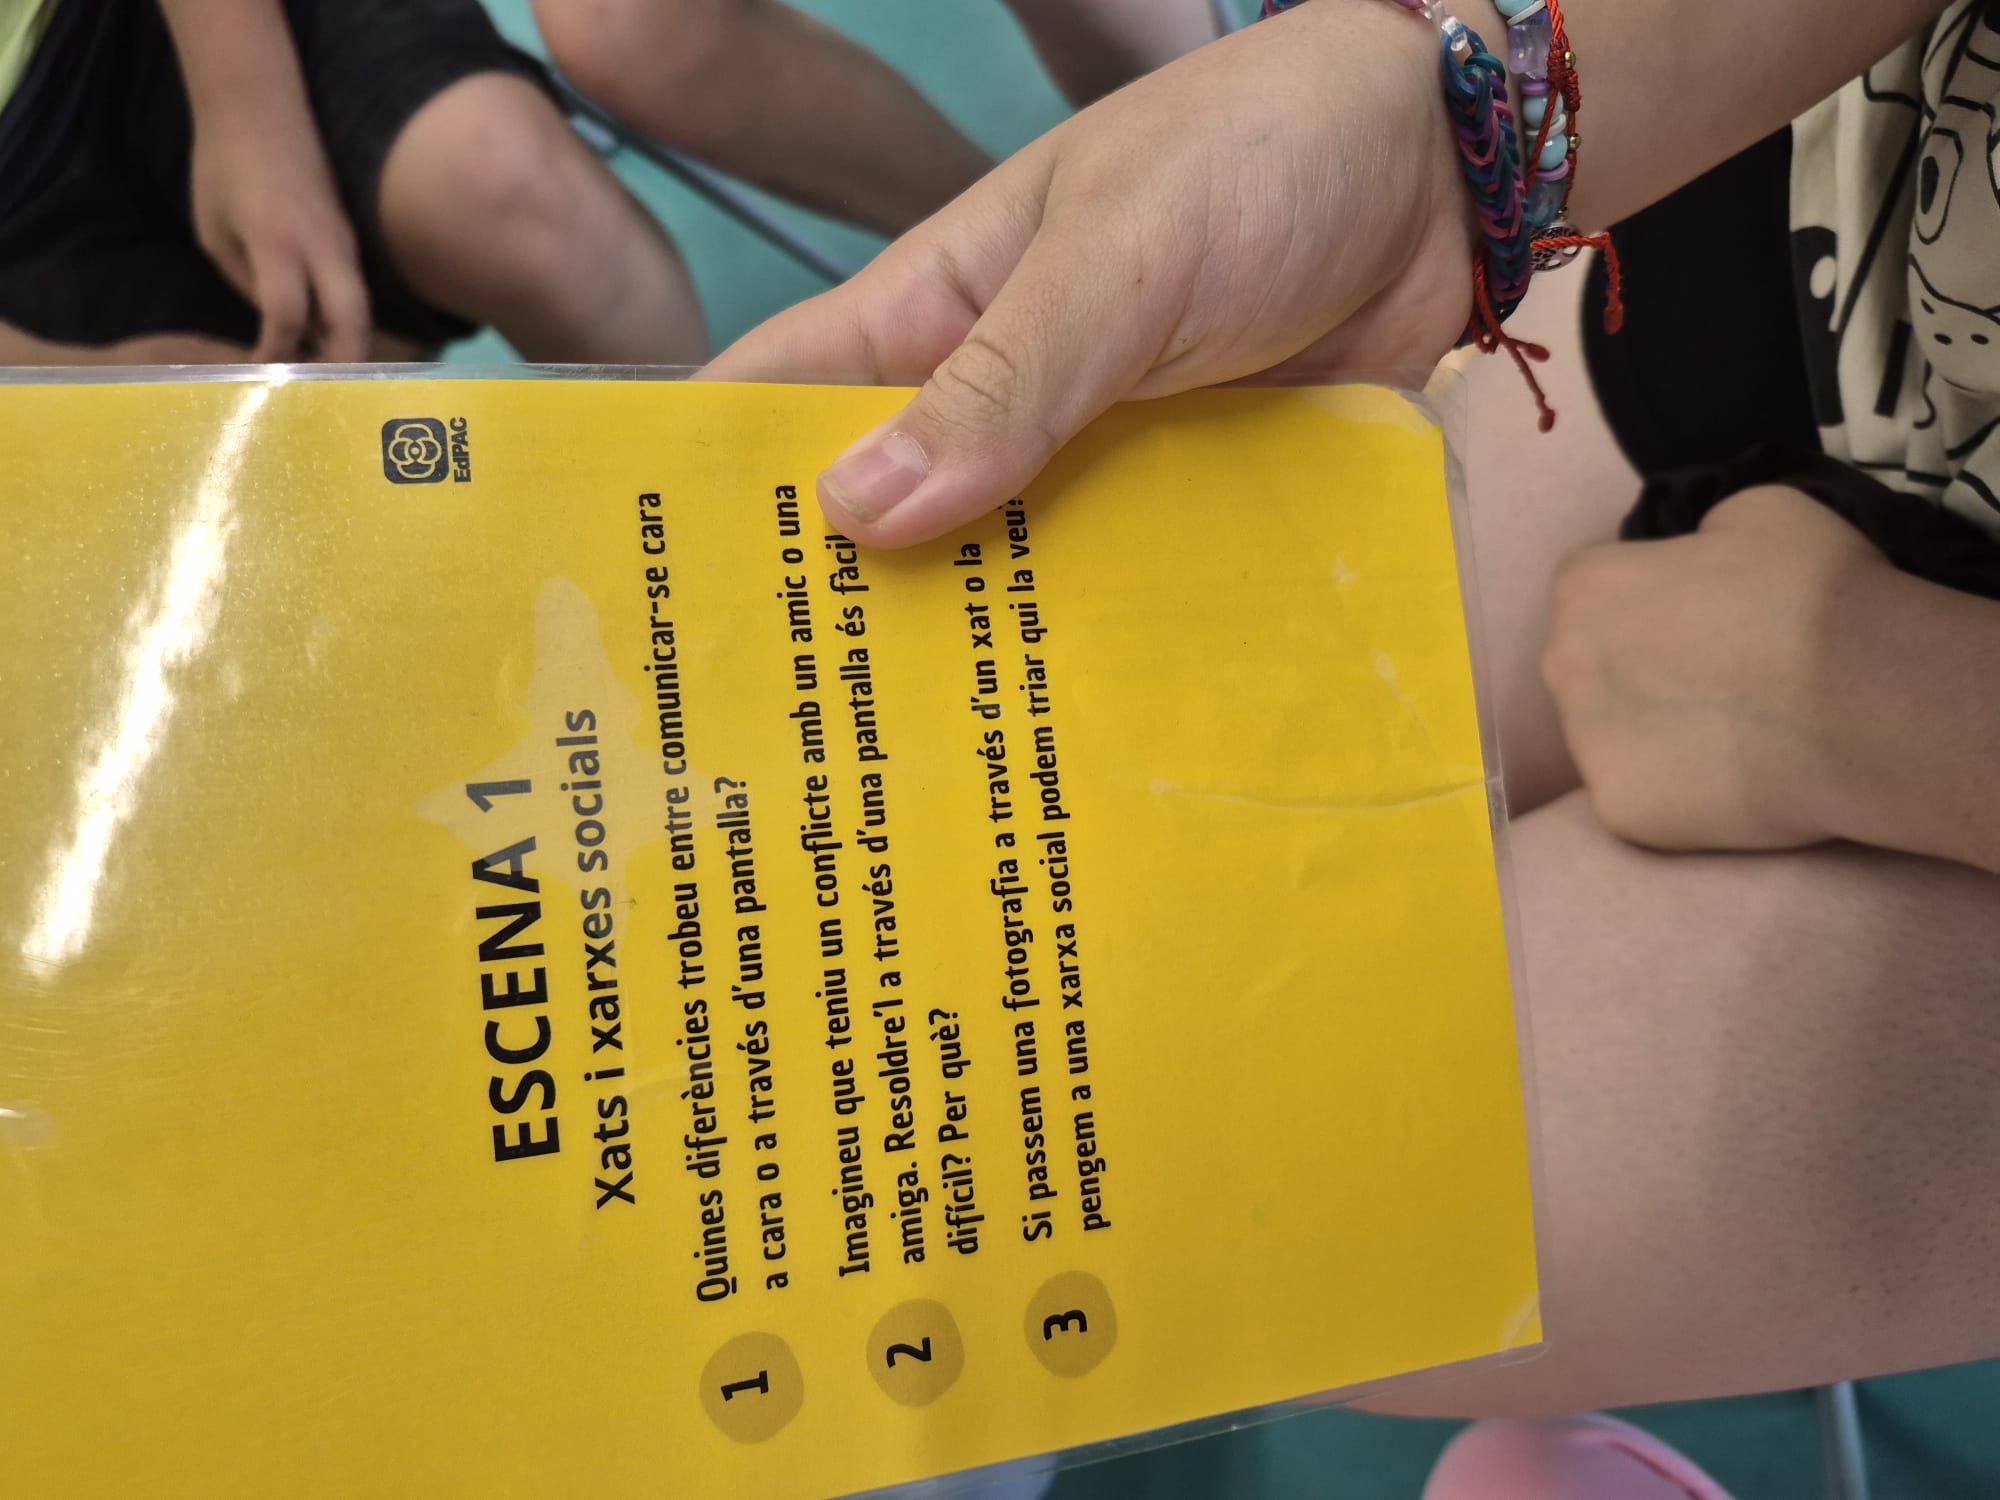 EdPAC
ESCENA 1
Xats i xarxes socials
1
Quines diferències trobeu entre comunicar-se cara
a cara o a través d'una pantalla?
2
Imagineu que teniu un conflicte amb un amic o una
amiga. Resoldre'l a través d'una pantalla és fàcil
difícil? Per què?
3
Si passem una fotografia a través d'un xat o la
pengem a una xarxa social podem triar qui la veu?